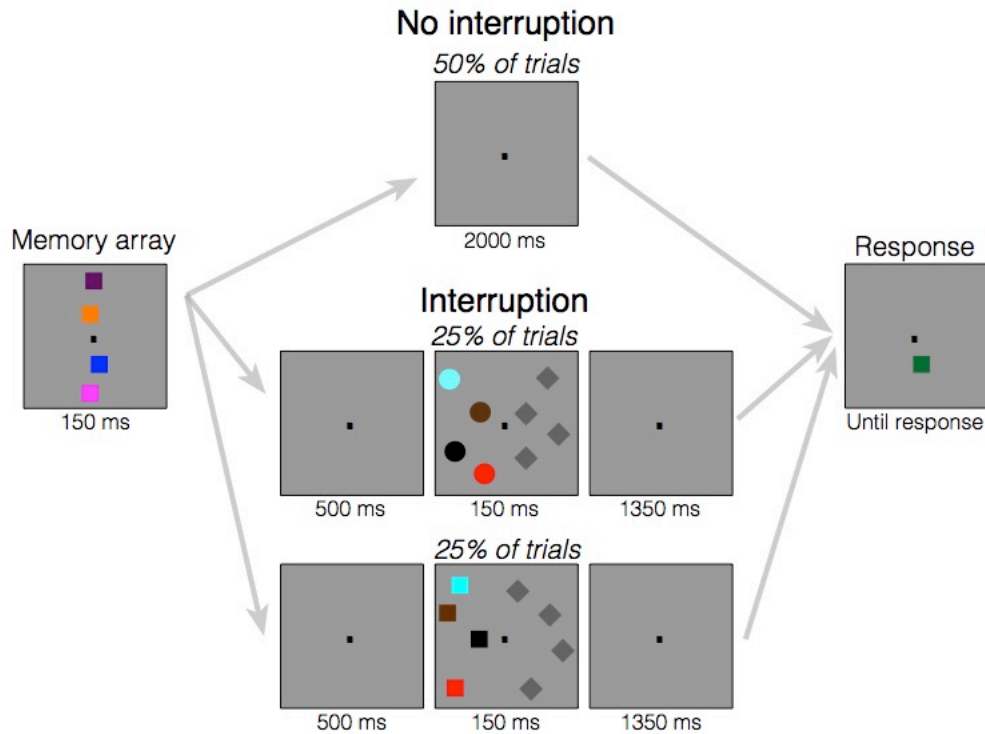 No interruption
50% of trials
2000 ms
Memory array
150 ms
Interruption
25% of trials
500 ms
150 ms
1350 ms
25% of trials
500 ms
150 ms
1350 ms
Response
Until response